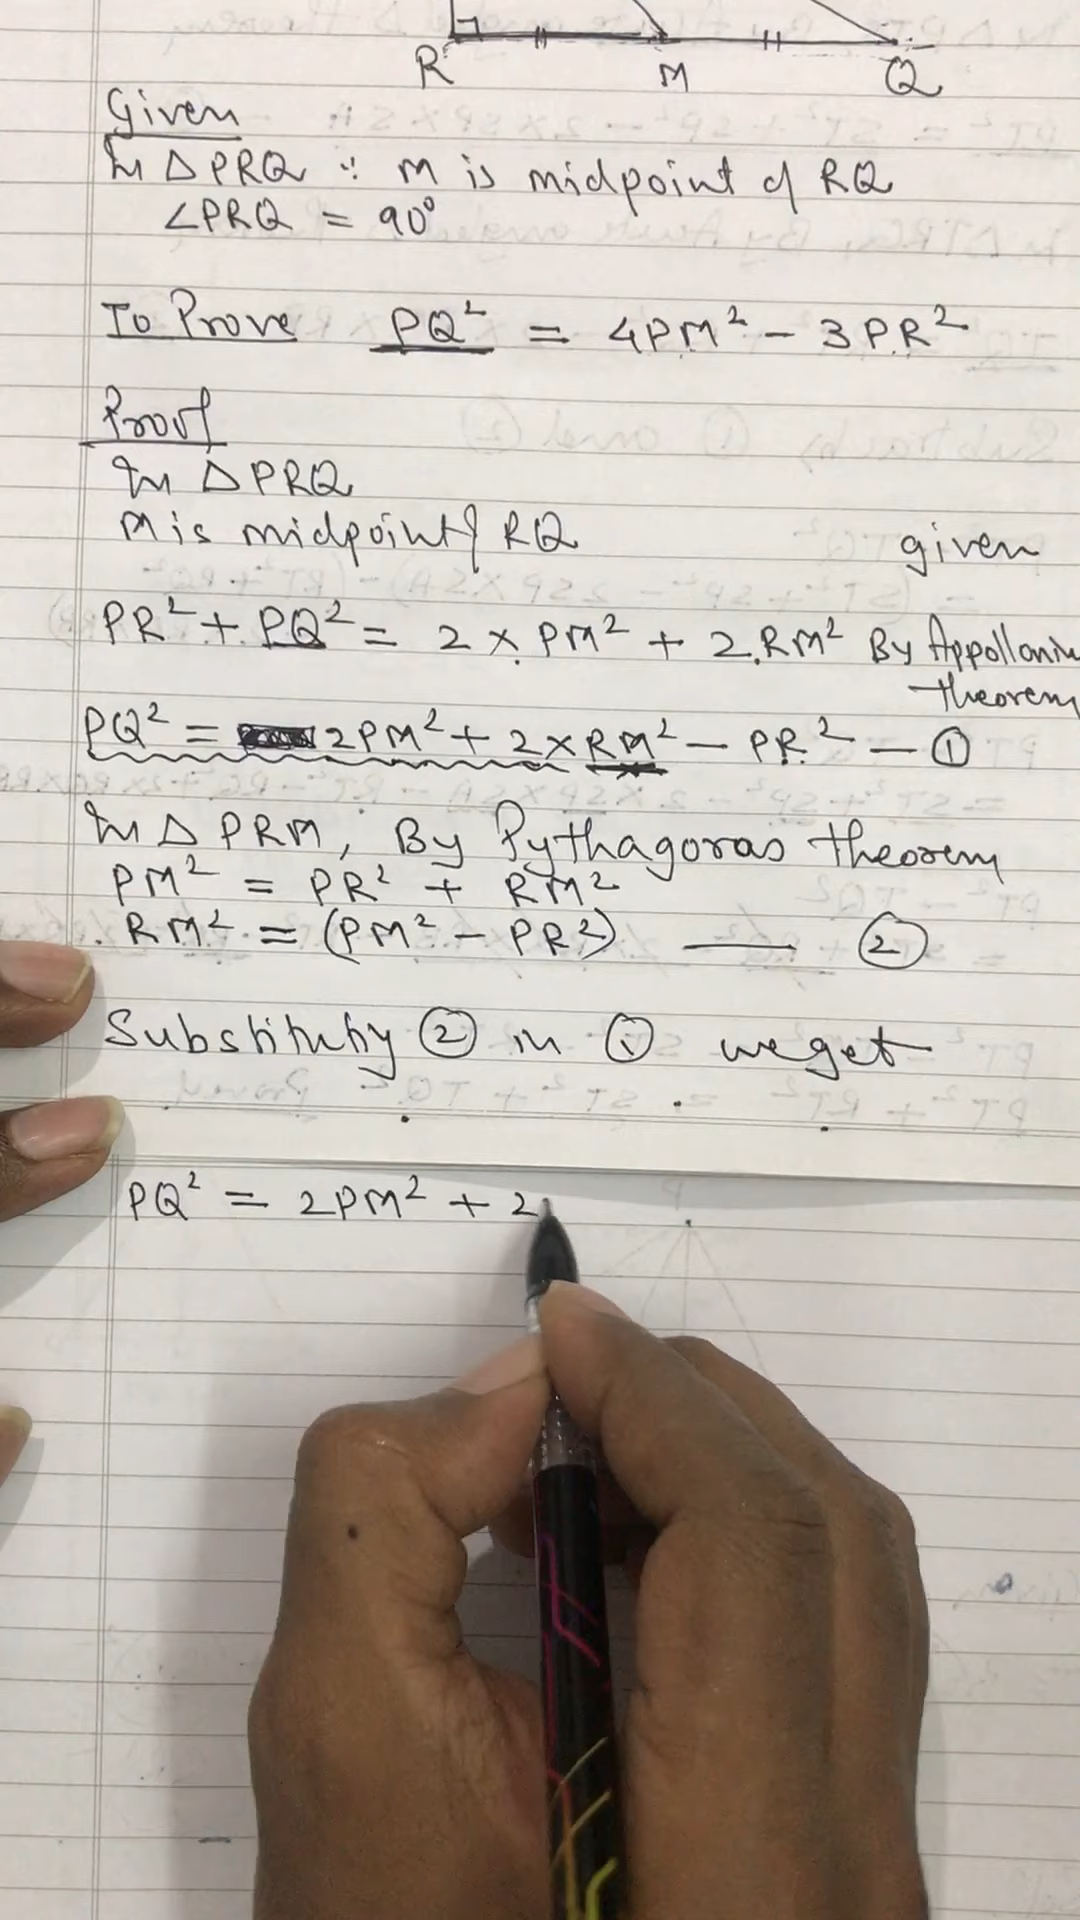 R M Q
Given
In △PRQ ∵ M is midpoint of RQ
∠PRQ = 90°
To Prove PQ² = 4PM² - 3PR²
Proof
In △PRQ
M is midpoint of RQ given
PR² + PQ² = 2 × PM² + 2.RM² By Appolloniu
theorem
PQ² = 2PM² + 2×RM² - PR² — ①
In △ PRM, By Pythagoras theorem
PM² = PR² + RM²
RM² = (PM² - PR²) — ②
Substituty ② in ① we get
PQ² = 2PM² + 2